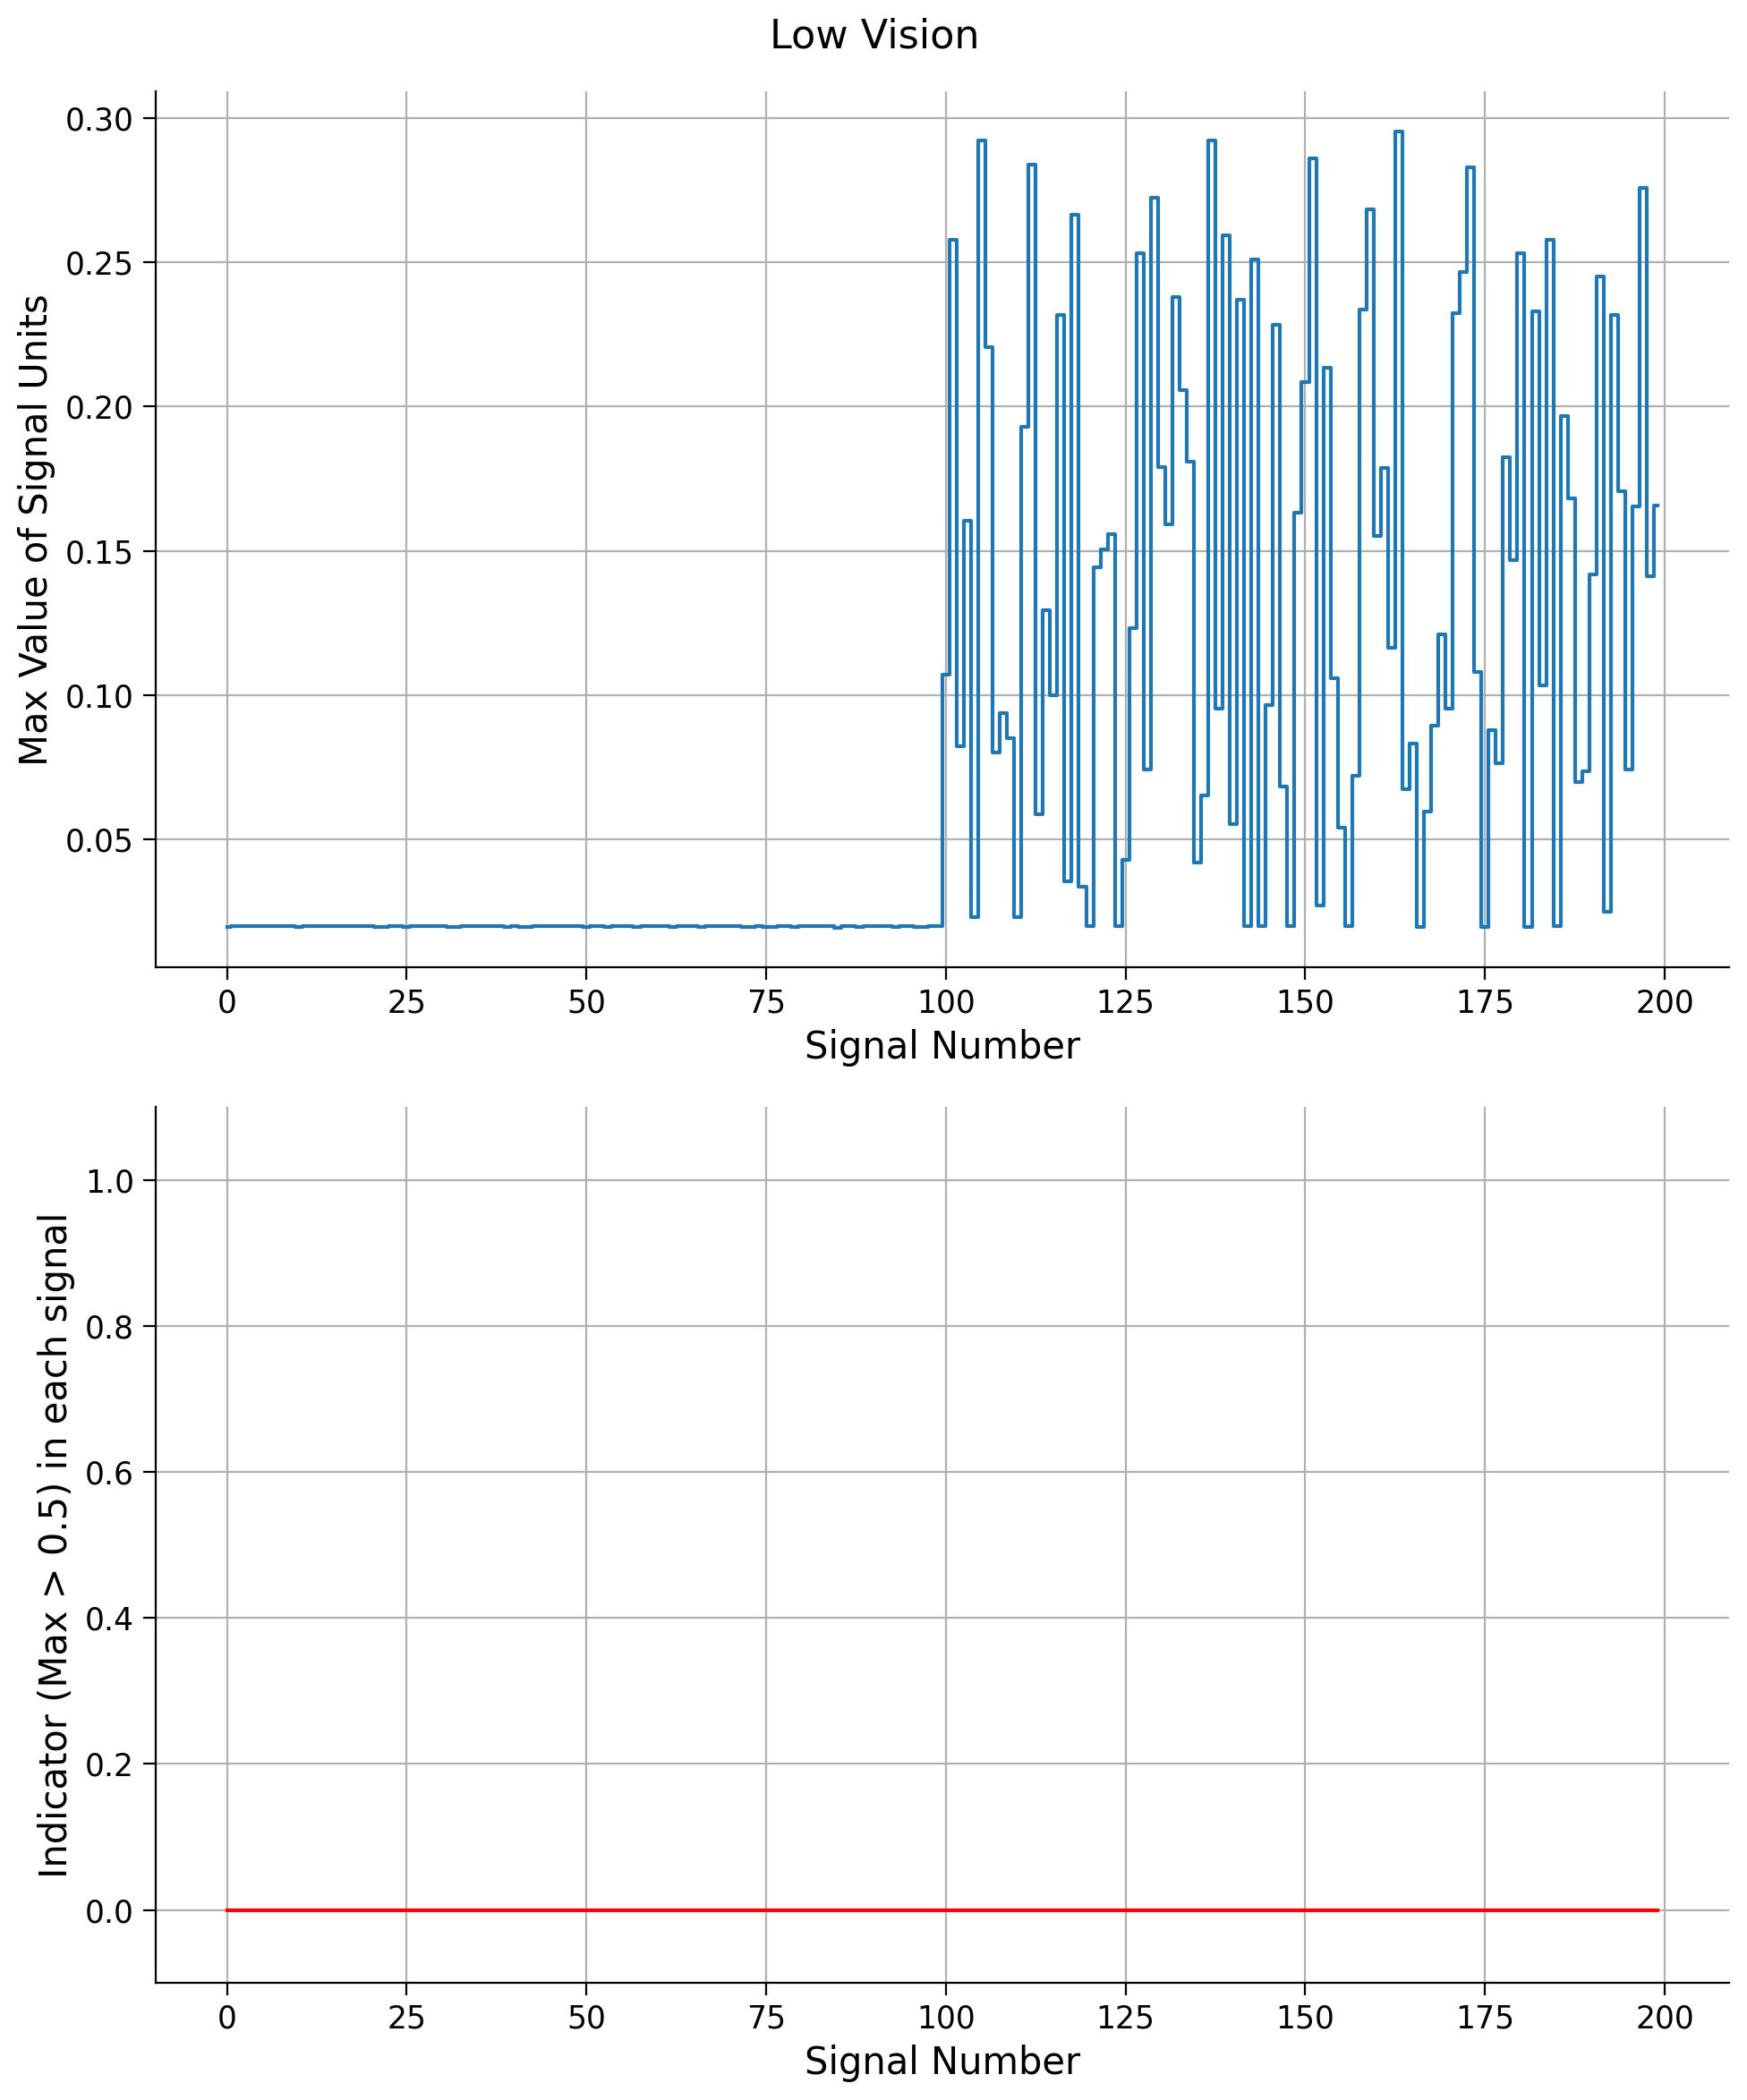 Low Vision
Max Value of Signal Units
0.30
0.25
0.20
0.15
0.10
0.05
0 25 50 75 100 125 150 175 200
Signal Number
Indicator (Max > 0.5) in each signal
1.0
0.8
0.6
0.4
0.2
0.0
0 25 50 75 100 125 150 175 200
Signal Number